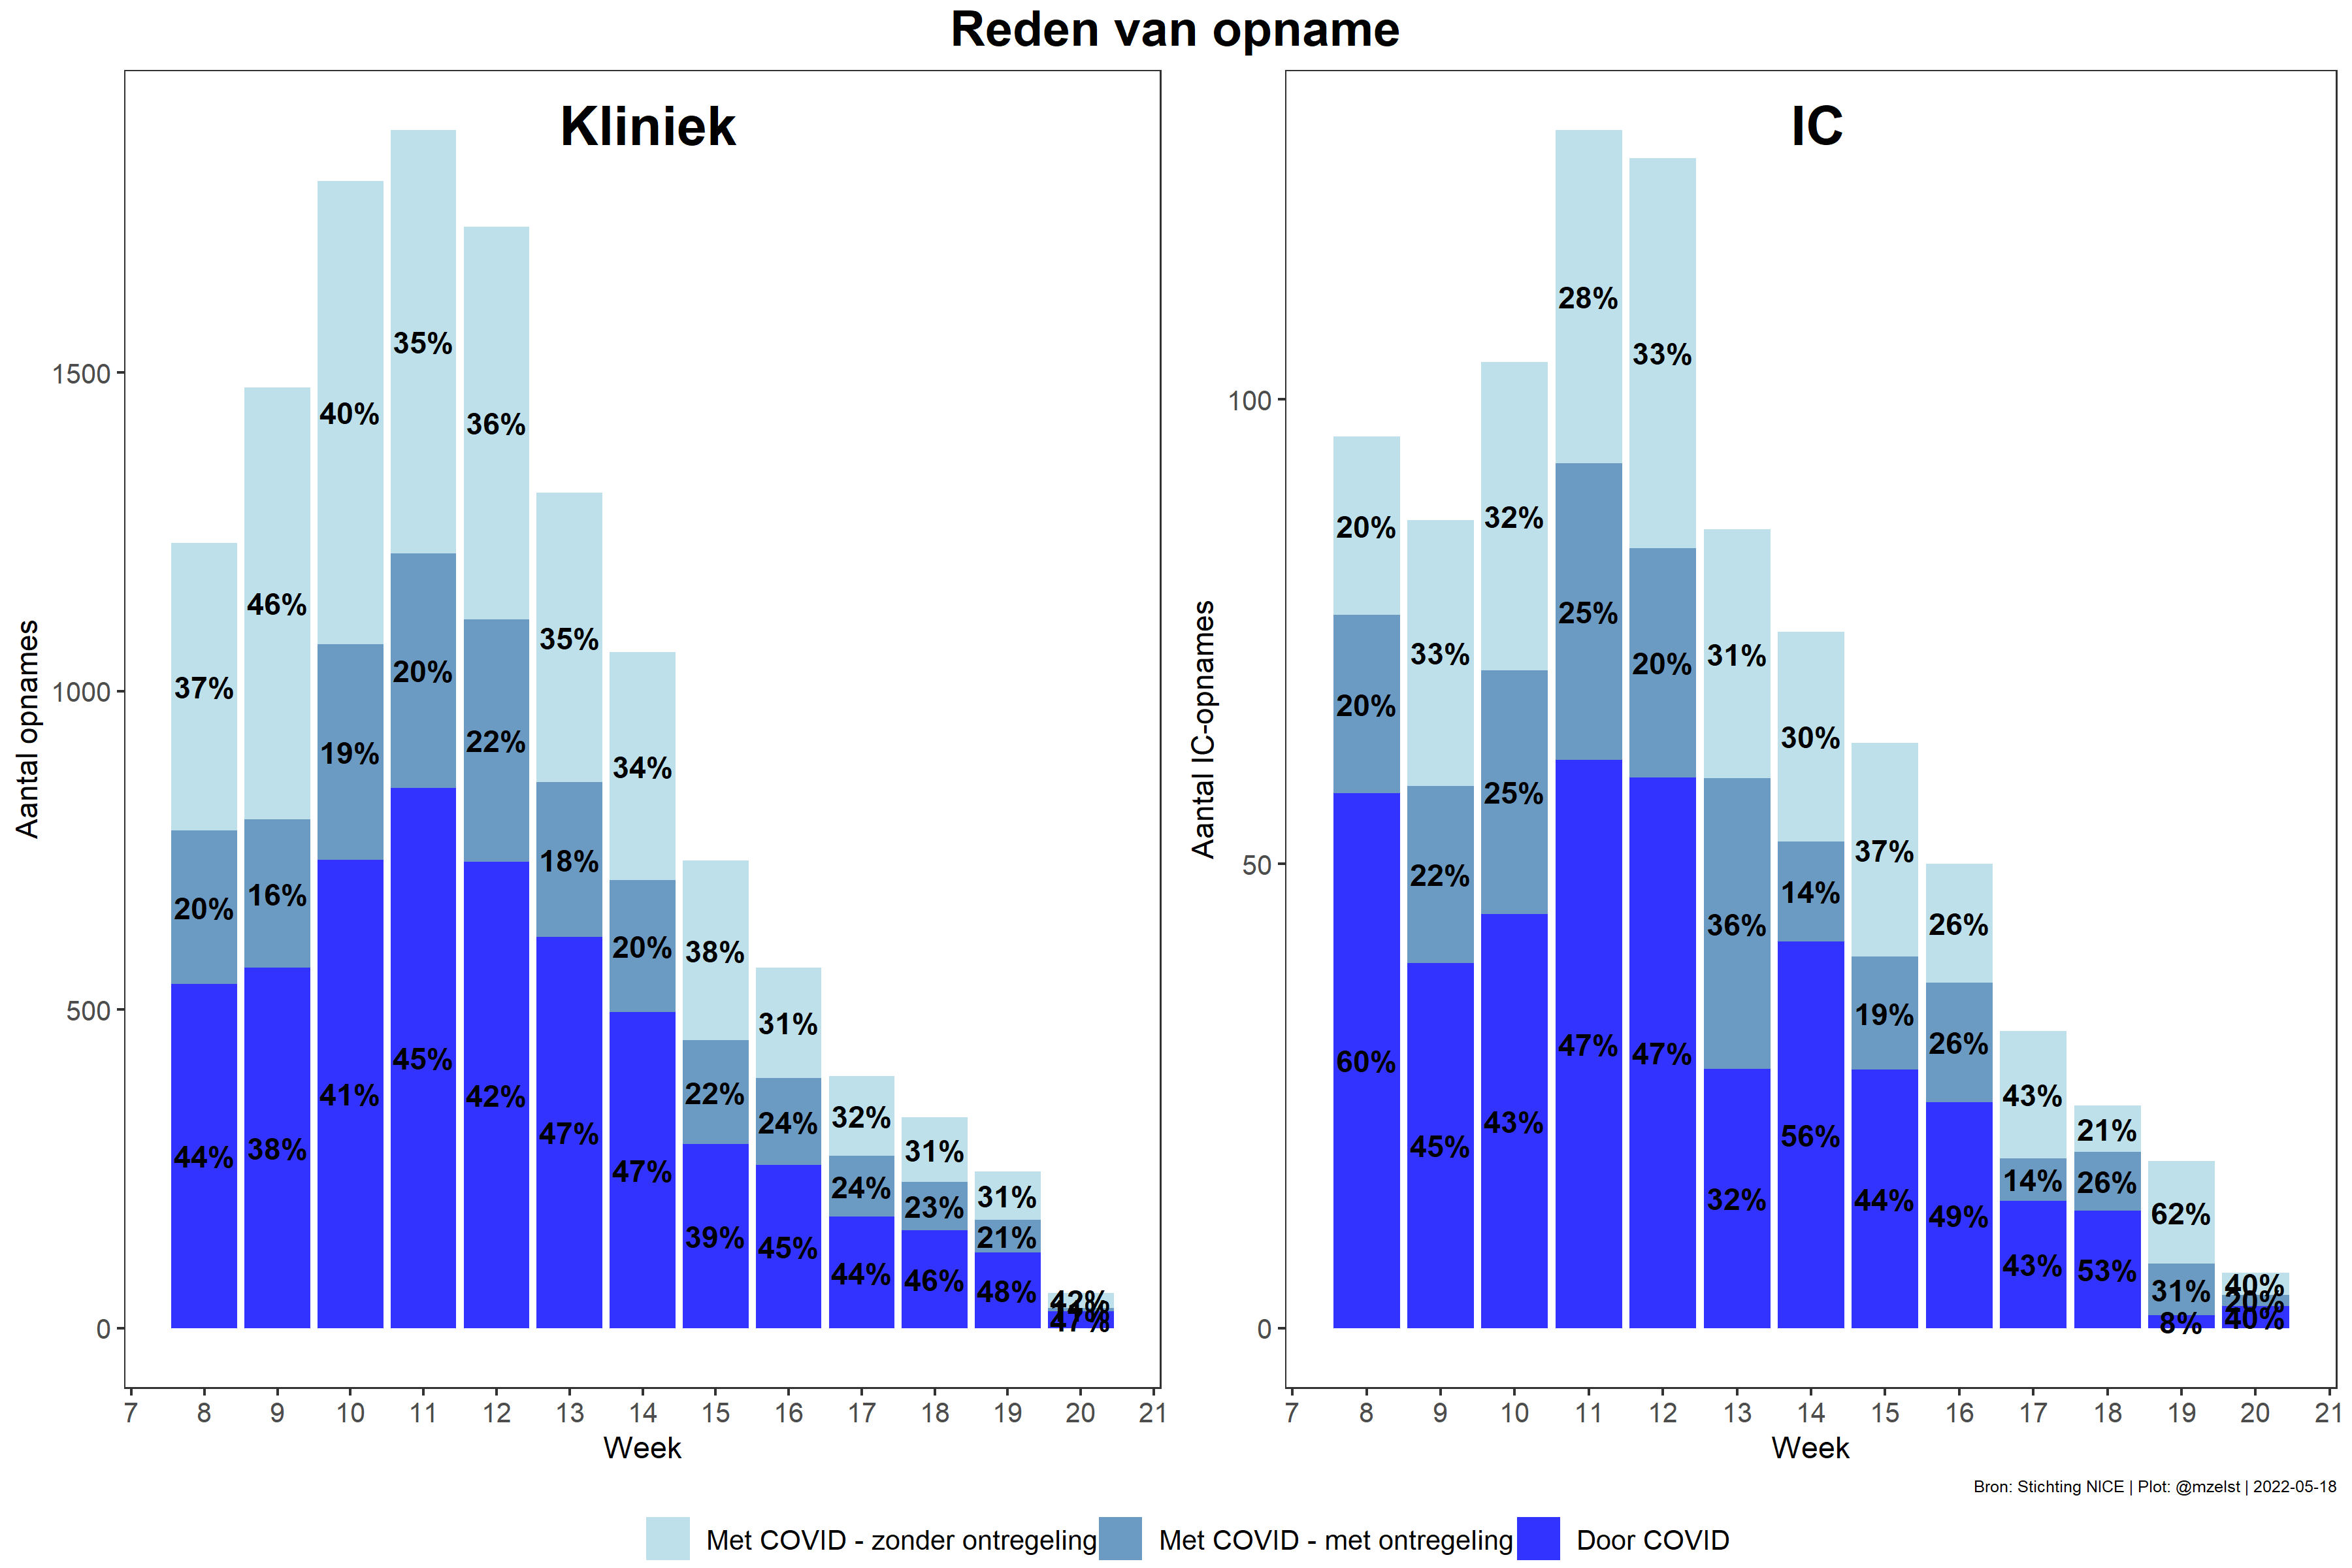 Reden van opname
Kliniek
Aantal opnames
1500
1000
500
0
37% 46% 40% 35% 36% 35% 34% 38% 31% 32% 31% 31% 42%
20% 16% 19% 20% 22% 18% 20% 22% 24% 24% 23% 21%
44% 38% 41% 45% 42% 47% 47% 39% 45% 44% 46% 48% 47%
7 8 9 10 11 12 13 14 15 16 17 18 19 20 21
Week
IC
Aantal IC-opnames
100
50
0
20% 33% 32% 28% 33% 31% 30% 37% 26% 43% 21% 62% 40%
20% 22% 25% 25% 20% 36% 14% 19% 26% 14% 26% 31% 20%
60% 45% 43% 47% 47% 32% 56% 44% 49% 43% 53% 8% 40%
7 8 9 10 11 12 13 14 15 16 17 18 19 20 21
Week
Bron: Stichting NICE | Plot: @mzelst | 2022-05-18
Met COVID - zonder ontregeling Met COVID - met ontregeling Door COVID